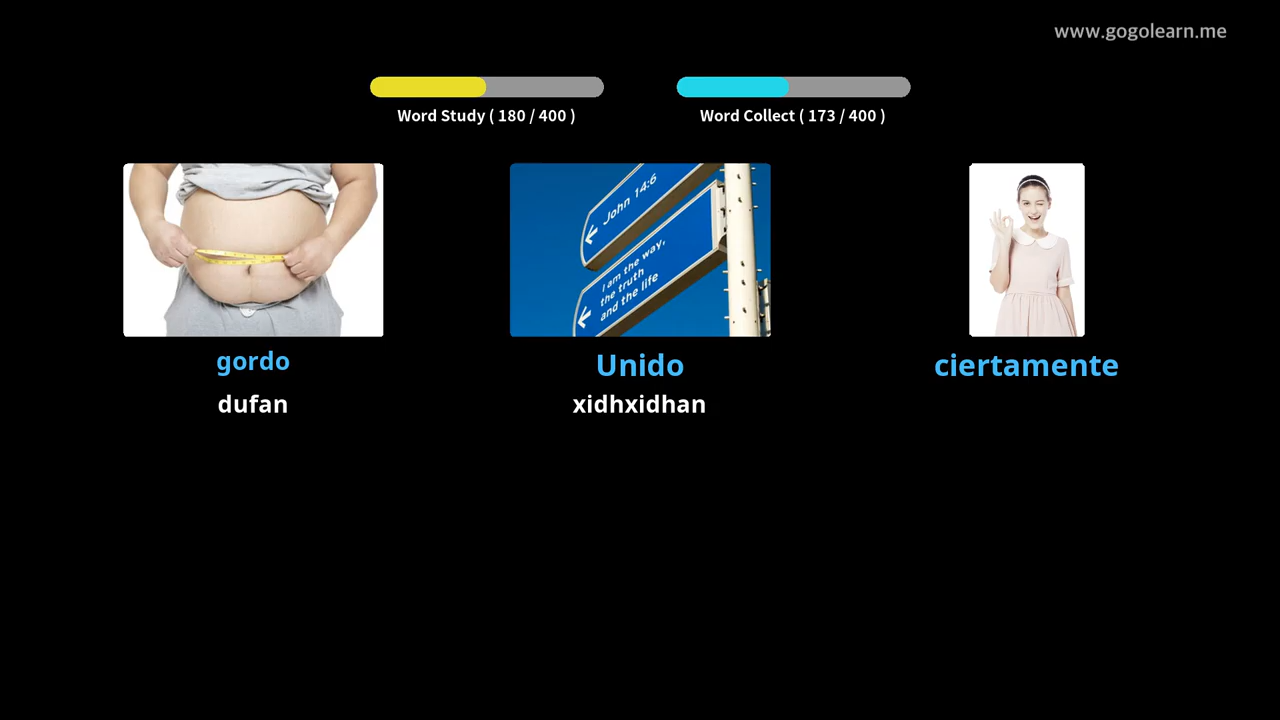 www.gogolearn.me
Word Study ( 180 / 400 )
Word Collect ( 173 / 400 )
John 14:6
I am the way,
the truth
and the life
gordo
Unido
ciertamente
dufan
xidhxidhan